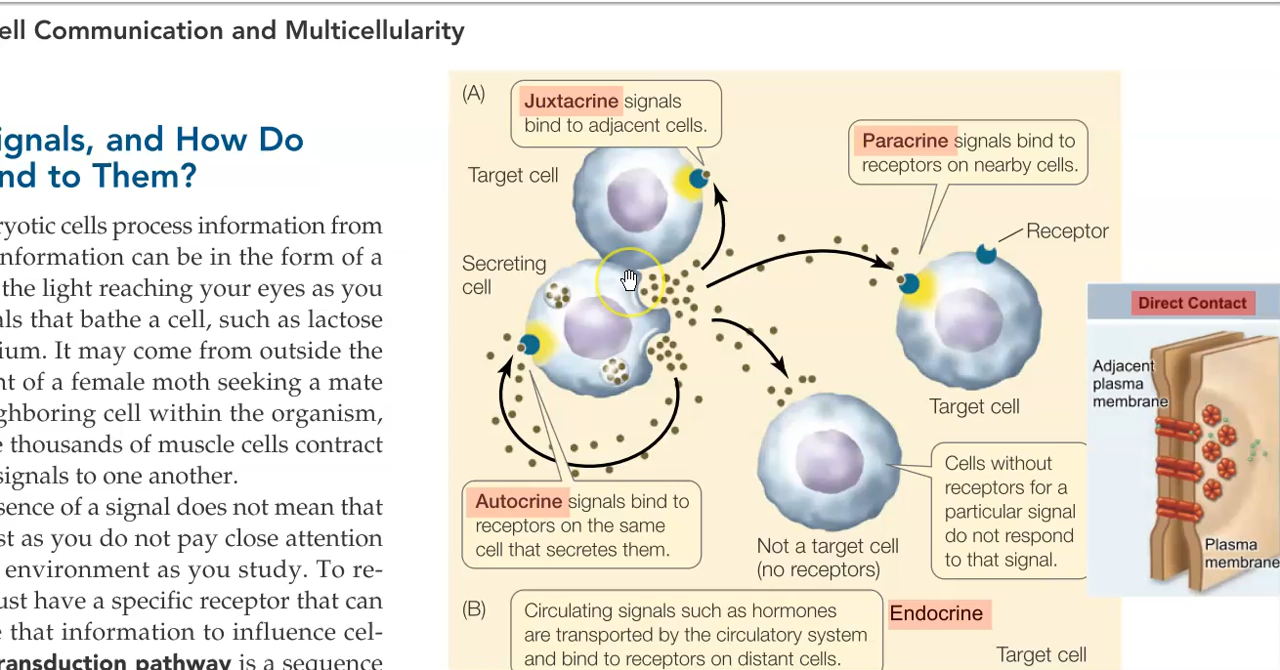 ell Communication and Multicellularity
ignals, and How Do
nd to Them?
ryotic cells process information from
information can be in the form of a
the light reaching your eyes as you
als that bathe a cell, such as lactose
ium. It may come from outside the
nt of a female moth seeking a mate
ghboring cell within the organism,
e thousands of muscle cells contract
signals to one another.
sence of a signal does not mean that
st as you do not pay close attention
environment as you study. To re-
ust have a specific receptor that can
e that information to influence cel-
ransduction pathway is a sequence
(A)
Juxtacrine signals
bind to adjacent cells.
Target cell
Paracrine signals bind to
receptors on nearby cells.
Receptor
Secreting
cell
Target cell
Autocrine signals bind to
receptors on the same
cell that secretes them.
Not a target cell
(no receptors)
Cells without
receptors for a
particular signal
do not respond
to that signal.
Direct Contact
Adjacent
plasma
membrane
Plasma
membrane
(B)
Circulating signals such as hormones
are transported by the circulatory system
and bind to receptors on distant cells.
Endocrine
Target cell